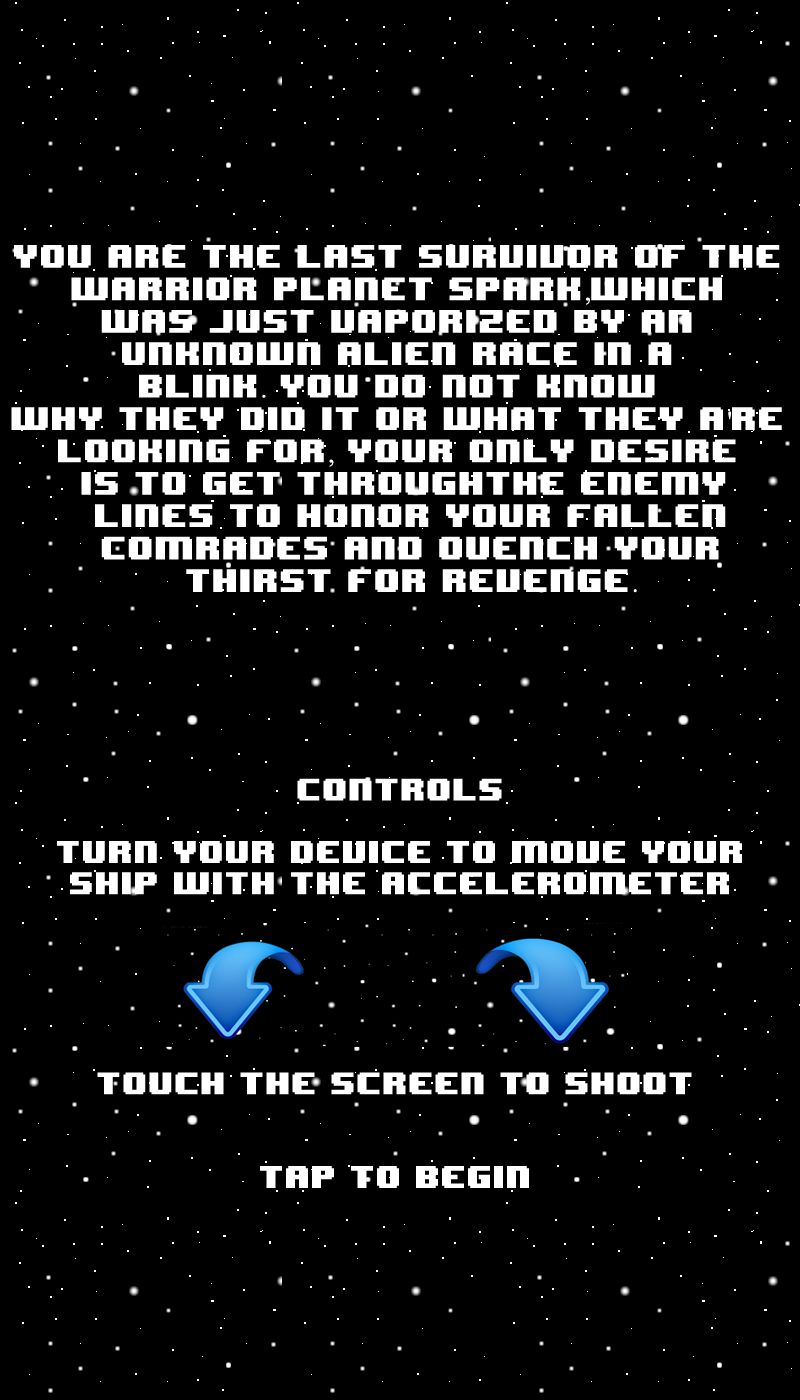 YOU ARE THE LAST SURVIVOR OF THE
WARRIOR PLANET SPARK,WHICH
WAS JUST VAPORIZED BY AN
UNKNOWN ALIEN RACE IN A
BLINK. YOU DO NOT KNOW
WHY THEY DID IT OR WHAT THEY ARE
LOOKING FOR, YOUR ONLY DESIRE
IS TO GET THROUGHTHE ENEMY
LINES TO HONOR YOUR FALLEN
COMRADES AND QUENCH YOUR
THIRST FOR REVENGE.
CONTROLS
TURN YOUR DEVICE TO MOVE YOUR
SHIP WITH THE ACCELEROMETER
TOUCH THE SCREEN TO SHOOT
TAP TO BEGIN